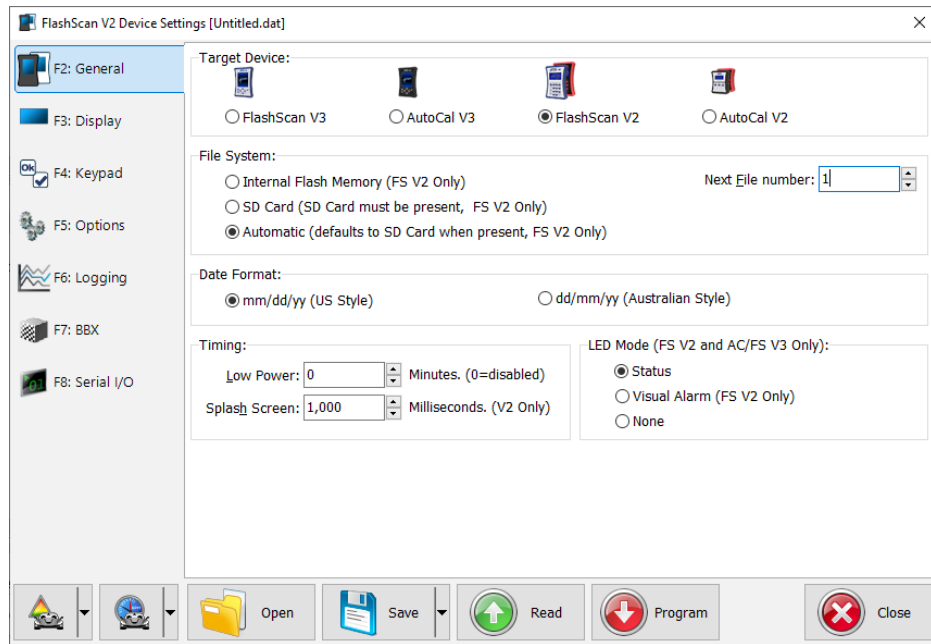 FlashScan V2 Device Settings [Untitled.dat]
F2: General
F3: Display
Ok
F4: Keypad
F5: Options
F6: Logging
F7: BBX
F8: Serial I/O
Target Device:
FlashScan V3
AutoCal V3
FlashScan V2
AutoCal V2
File System:
Internal Flash Memory (FS V2 Only)
Next File number: 1
SD Card (SD Card must be present,  FS V2 Only)
Automatic (defaults to SD Card when present, FS V2 Only)
Date Format:
mm/dd/yy (US Style)
dd/mm/yy (Australian Style)
Timing:
Low Power: 0 Minutes. (0=disabled)
Splash Screen: 1,000 Milliseconds. (V2 Only)
LED Mode (FS V2 and AC/FS V3 Only):
Status
Visual Alarm (FS V2 Only)
None
Open
Save
Read
Program
Close